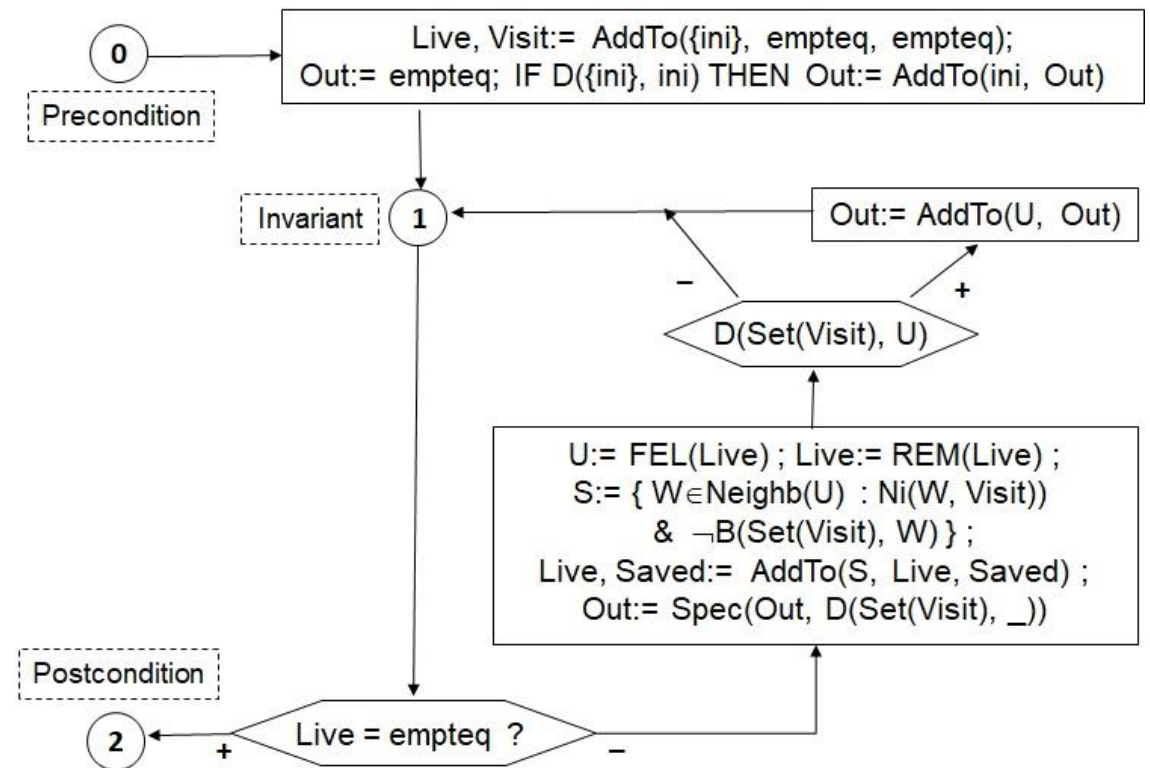 0
Live, Visit:= AddTo({ini}, empteq, empteq);
Out:= empteq; IF D({ini}, ini) THEN Out:= AddTo(ini, Out)
Precondition
Invariant
1
Out:= AddTo(U, Out)
–
+
D(Set(Visit), U)
U:= FEL(Live) ; Live:= REM(Live) ;
S:= { W∈Neighb(U) : Ni(W, Visit))
& ¬B(Set(Visit), W) } ;
Live, Saved:= AddTo(S, Live, Saved) ;
Out:= Spec(Out, D(Set(Visit), _))
Postcondition
2
+
Live = empteq ?
–